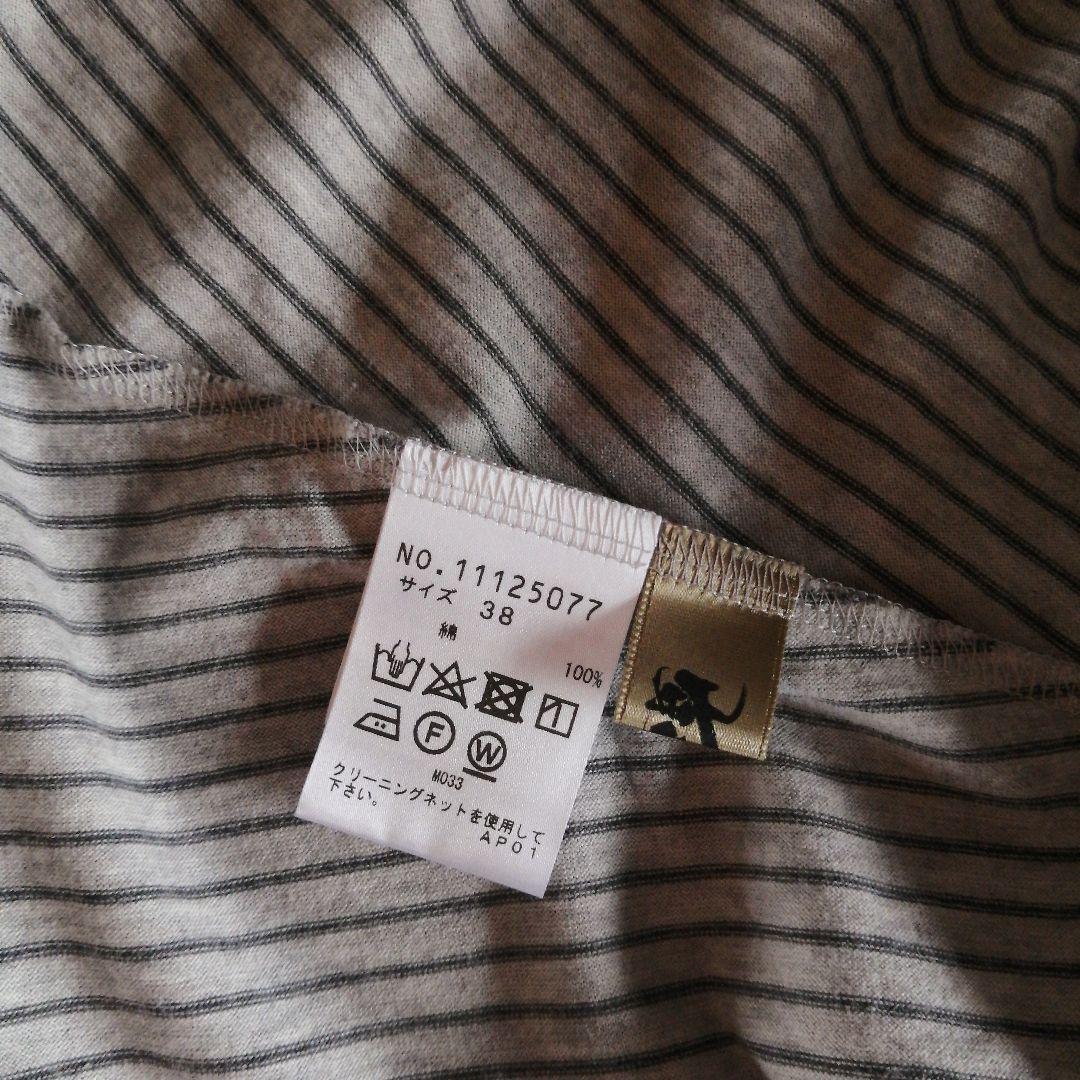 NO.11125077
サイズ 38
綿 100%
F W
M033
クリーニングネットを使用して
下さい。
AP01